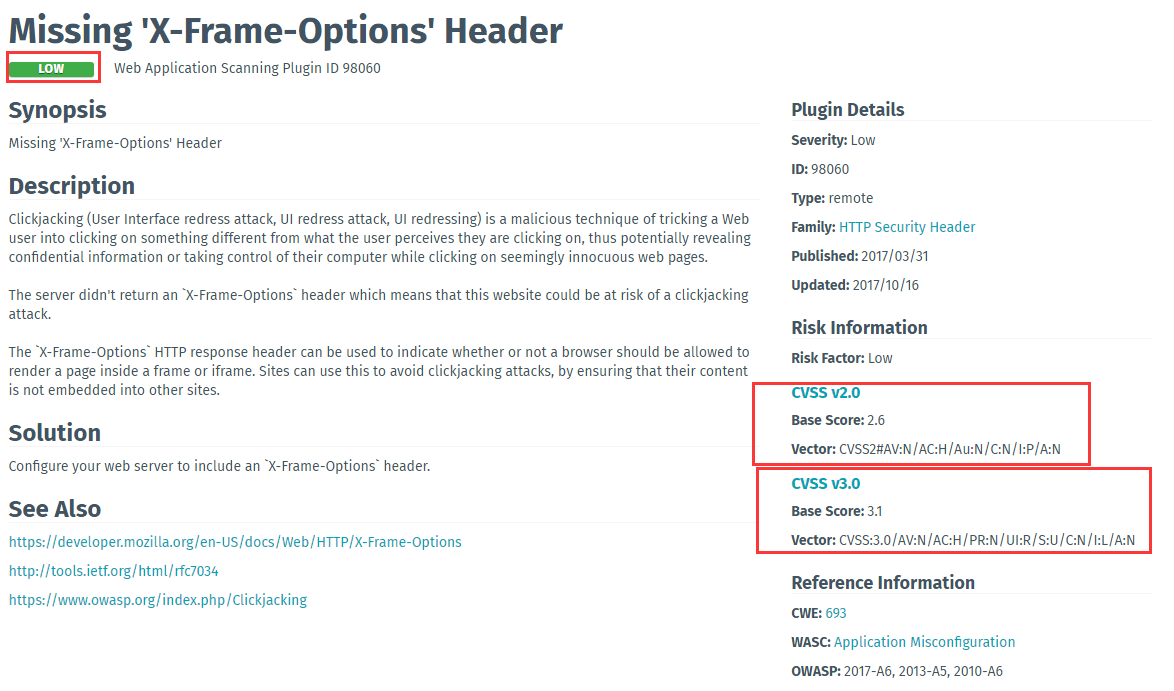 Missing 'X-Frame-Options' Header
LOW
Web Application Scanning Plugin ID 98060
Synopsis
Missing 'X-Frame-Options' Header
Description
Clickjacking (User Interface redress attack, UI redress attack, UI redressing) is a malicious technique of tricking a Web
user into clicking on something different from what the user perceives they are clicking on, thus potentially revealing
confidential information or taking control of their computer while clicking on seemingly innocuous web pages.
The server didn't return an `X-Frame-Options` header which means that this website could be at risk of a clickjacking
attack.
The `X-Frame-Options` HTTP response header can be used to indicate whether or not a browser should be allowed to
render a page inside a frame or iframe. Sites can use this to avoid clickjacking attacks, by ensuring that their content
is not embedded into other sites.
Solution
Configure your web server to include an `X-Frame-Options` header.
See Also
https://developer.mozilla.org/en-US/docs/Web/HTTP/X-Frame-Options
http://tools.ietf.org/html/rfc7034
https://www.owasp.org/index.php/Clickjacking
Plugin Details
Severity: Low
ID: 98060
Type: remote
Family: HTTP Security Header
Published: 2017/03/31
Updated: 2017/10/16
Risk Information
Risk Factor: Low
CVSS v2.0
Base Score: 2.6
Vector: CVSS2#AV:N/AC:H/Au:N/C:N/I:P/A:N
CVSS v3.0
Base Score: 3.1
Vector: CVSS:3.0/AV:N/AC:H/PR:N/UI:R/S:U/C:N/I:L/A:N
Reference Information
CWE: 693
WASC: Application Misconfiguration
OWASP: 2017-A6, 2013-A5, 2010-A6